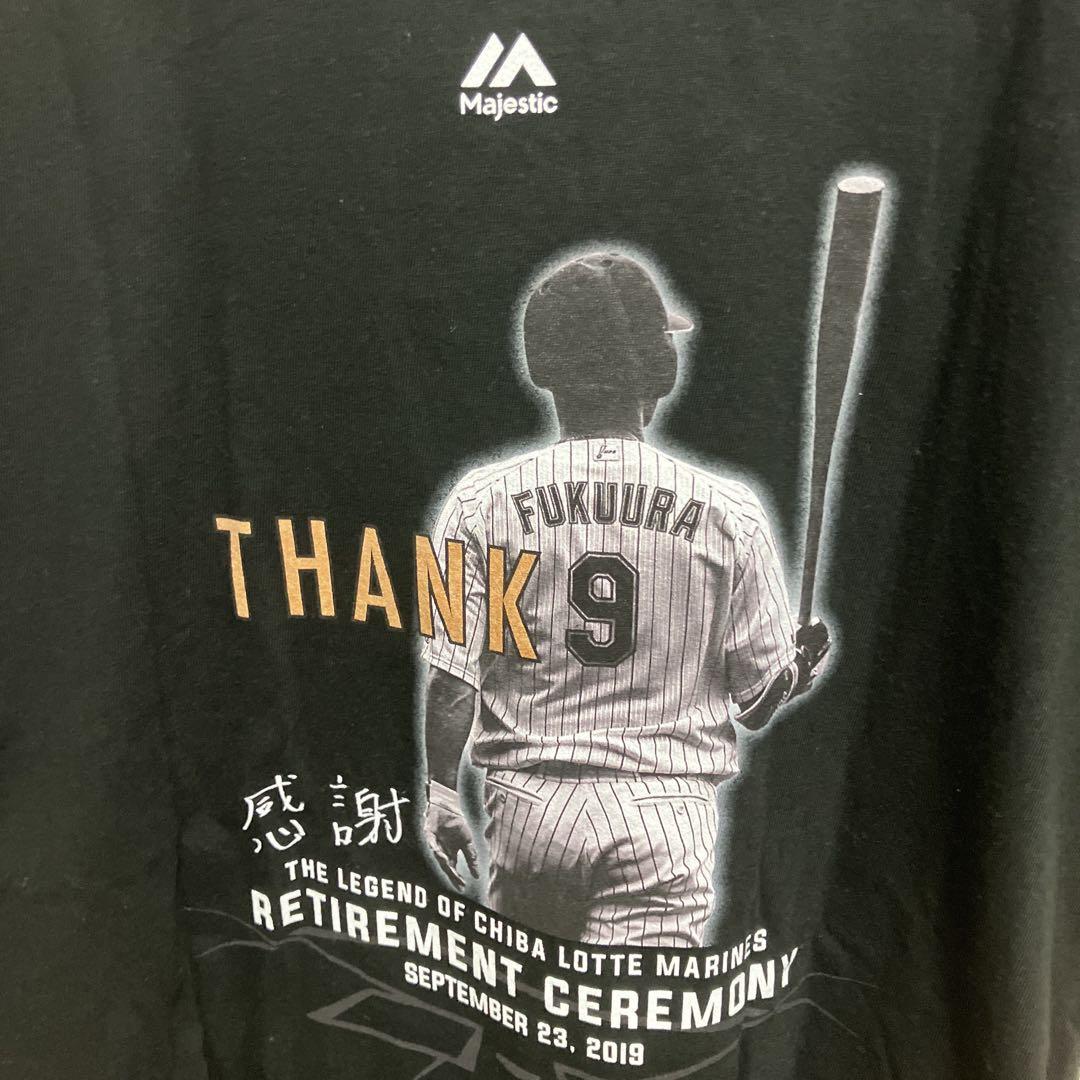 Majestic
FUKUURA
THANK 9
感謝
THE LEGEND OF CHIBA LOTTE MARINES
RETIREMENT CEREMONY
SEPTEMBER 23, 2019